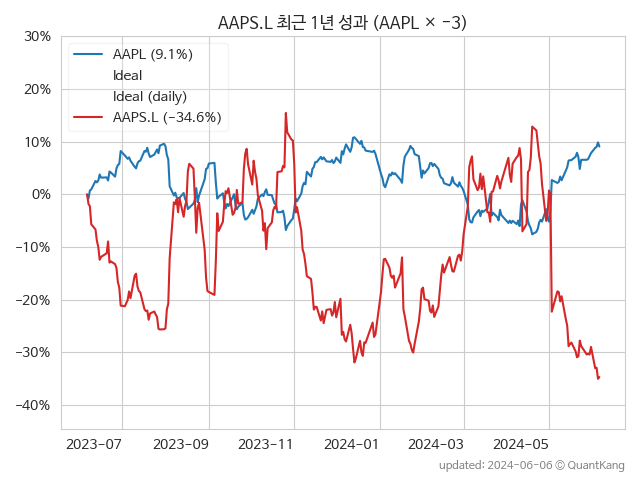 AAPS.L 최근 1년 성과 (AAPL × −3)
30%
20%
10%
0%
−10%
−20%
−30%
−40%
AAPL (9.1%)
Ideal
Ideal (daily)
AAPS.L (−34.6%)
2023−07
2023−09
2023−11
2024−01
2024−03
2024−05
updated: 2024-06-06 ⓒ QuantKang